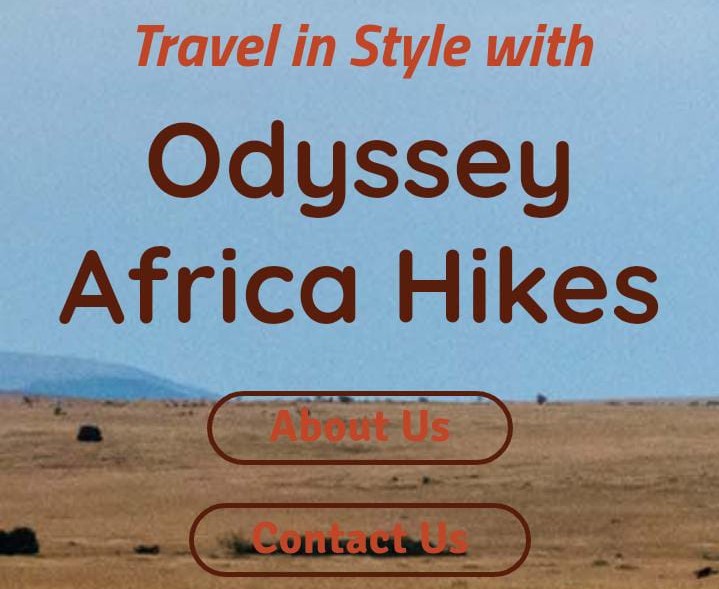 Travel in Style with
Odyssey
Africa Hikes
About Us
Contact Us